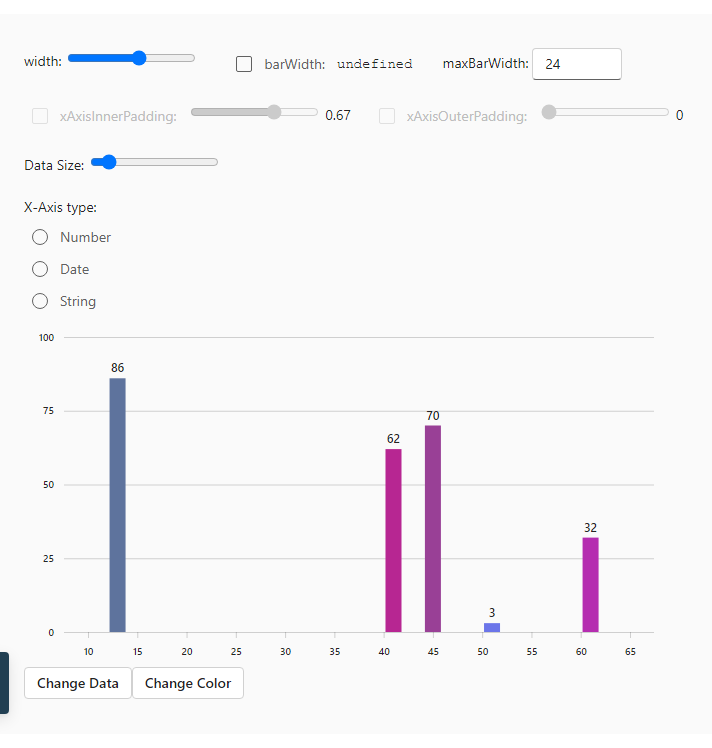 width: barWidth: undefined maxBarWidth: 24
xAxisInnerPadding: 0.67 xAxisOuterPadding: 0
Data Size:
X-Axis type:
Number
Date
String
100
86
75
70
62
50
32
25
3
0
10 15 20 25 30 35 40 45 50 55 60 65
Change Data Change Color